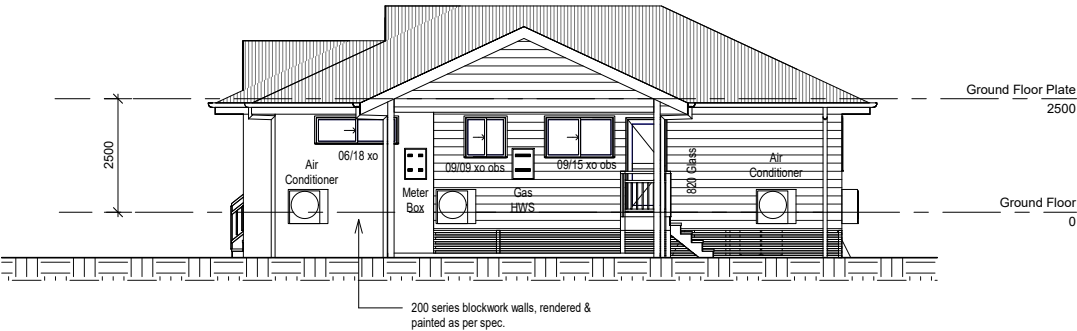 Ground Floor Plate
2500
2500
06/18 xo
Air
Conditioner
Meter
Box
09/09 xo obs
Gas
HWS
09/15 xo obs
820 Glass
Air
Conditioner
Ground Floor
0
200 series blockwork walls, rendered &
painted as per spec.